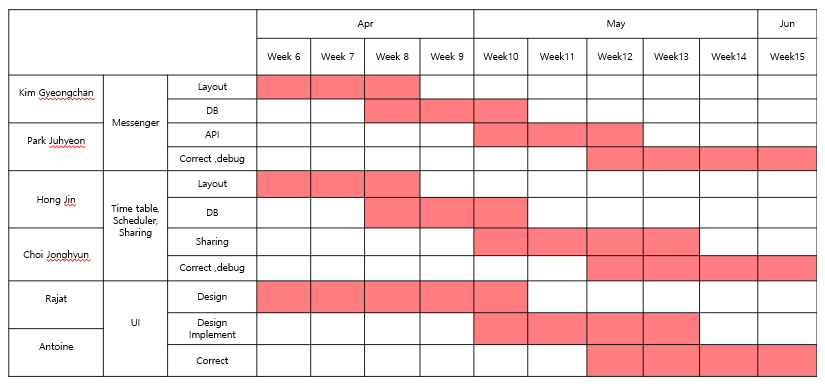 Apr May Jun
Week 6 Week 7 Week 8 Week 9 Week10 Week11 Week12 Week13 Week14 Week15
Kim Gyeongchan
Park Juhyeon
Messenger
Layout
DB
API
Correct ,debug
Hong Jin
Choi Jonghyun
Time table,
Scheduler,
Sharing
Layout
DB
Sharing
Correct ,debug
Rajat
Antoine
UI
Design
Design
Implement
Correct